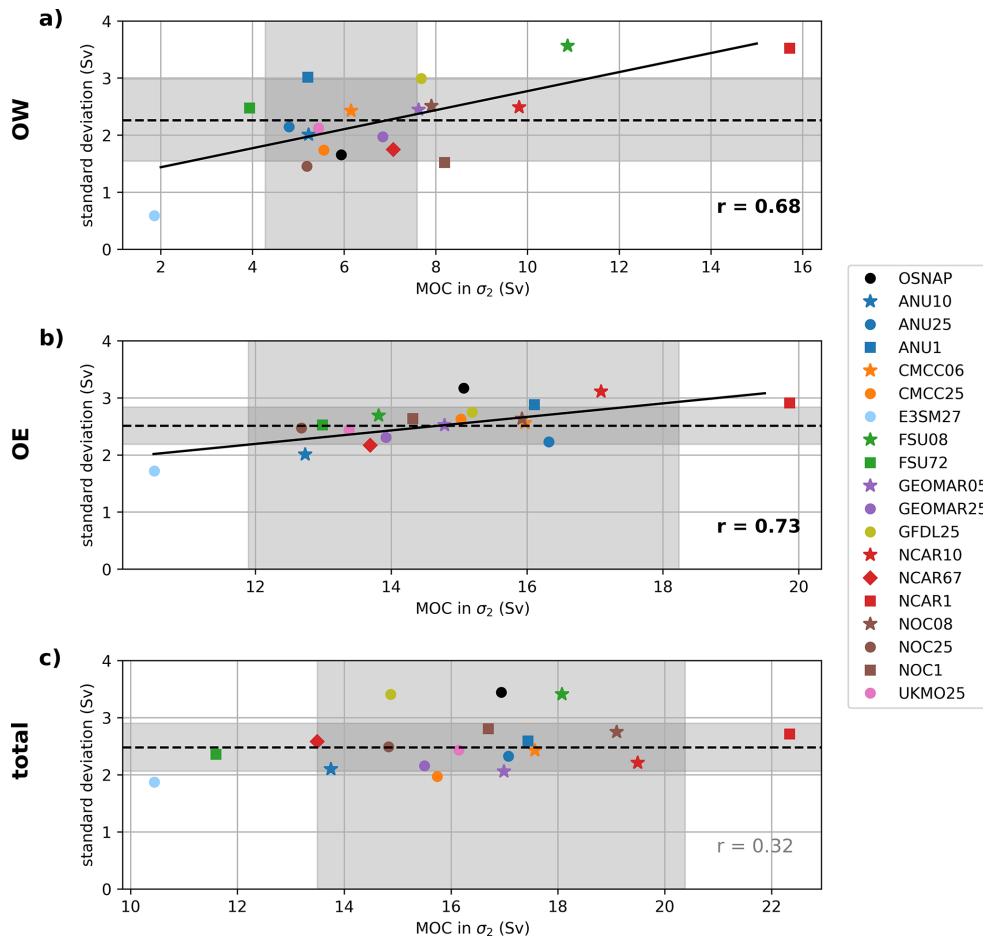 a)
OW
standard deviation (Sv)
4
3
2
1
0
r = 0.68
2 4 6 8 10 12 14 16
MOC in σ2 (Sv)
b)
OE
standard deviation (Sv)
4
3
2
1
0
r = 0.73
12 14 16 18 20
MOC in σ2 (Sv)
c)
total
standard deviation (Sv)
4
3
2
1
0
r = 0.32
10 12 14 16 18 20 22
MOC in σ2 (Sv)
OSNAP
ANU10
ANU25
ANU1
CMCC06
CMCC25
E3SM27
FSU08
FSU72
GEOMAR05
GEOMAR25
GFDL25
NCAR10
NCAR67
NCAR1
NOC08
NOC25
NOC1
UKMO25